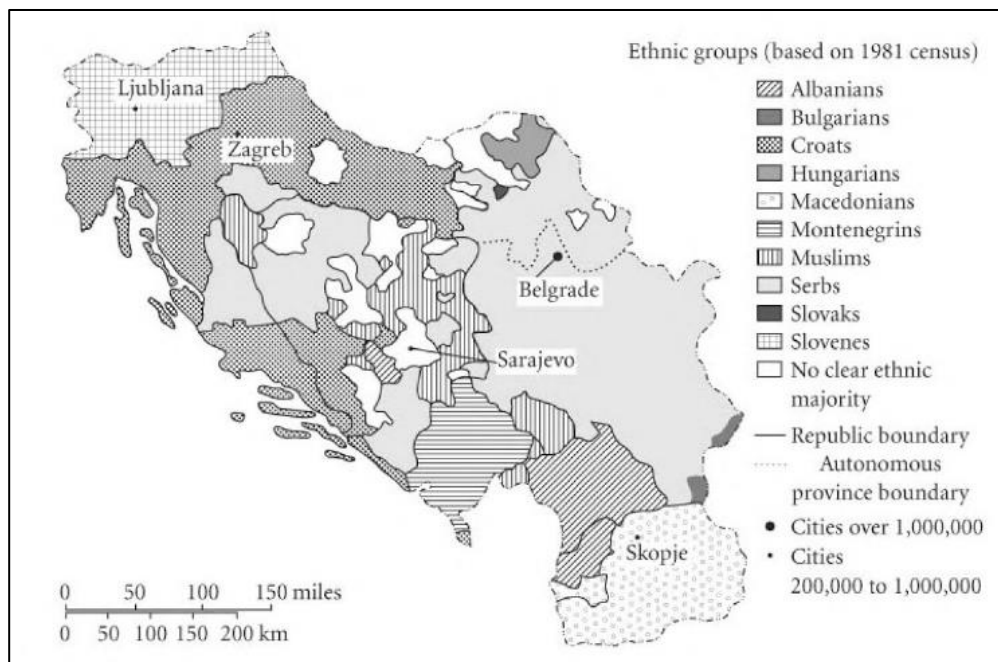 Ethnic groups (based on 1981 census)
Albanians
Bulgarians
Croats
Hungarians
Macedonians
Montenegrins
Muslims
Serbs
Slovaks
Slovenes
No clear ethnic
majority
Republic boundary
Autonomous
province boundary
Cities over 1,000,000
Cities
200,000 to 1,000,000
Ljubljana
Zagreb
Belgrade
Sarajevo
Skopje
0 50 100 150 miles
0 50 100 150 200 km